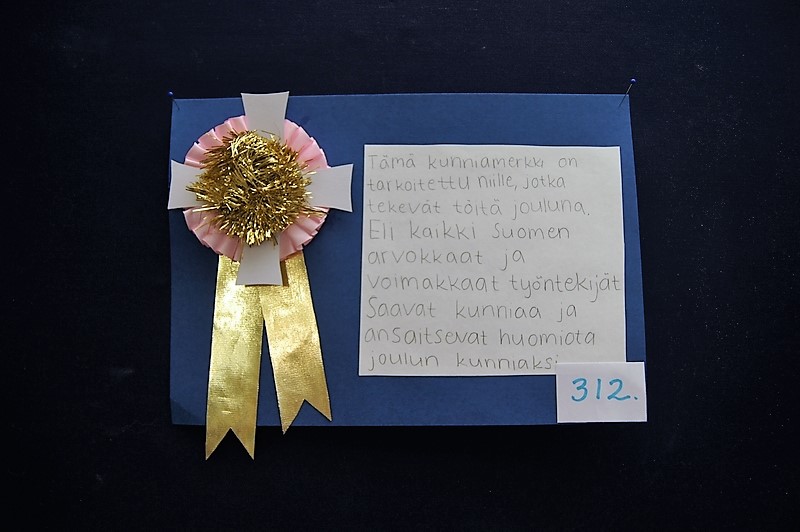 Tämä kunniamerkki on
tarkoitettu niille, jotka
tekevät töitä jouluna.
Eli kaikki Suomen
arvokkaat ja
voimakkaat työntekijät
Saavat kunniaa ja
ansaitsevat huomiota
joulun kunniaksi
312.